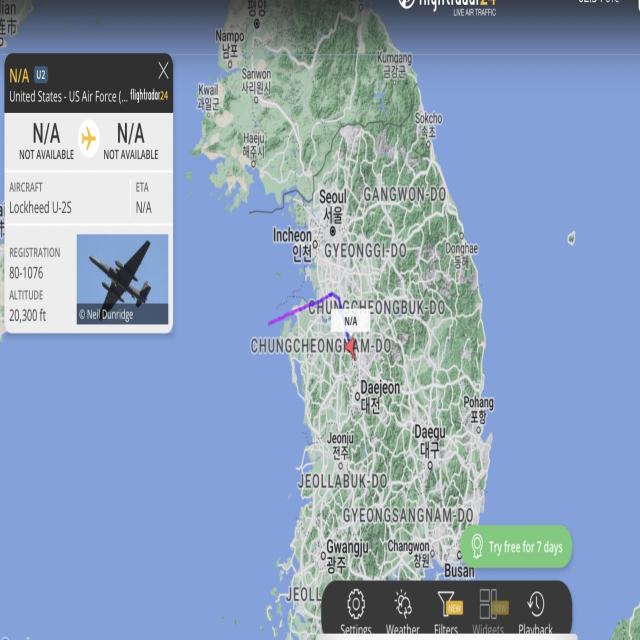 flightradar24
LIVE AIR TRAFFIC
N/A U2
United States - US Air Force (... flightradar24
N/A
NOT AVAILABLE
N/A
NOT AVAILABLE
AIRCRAFT
Lockheed U-2S
ETA
N/A
REGISTRATION
80-1076
ALTITUDE
20,300 ft
© Neil Dunridge
평양
Nampo
남포
Sariwon
사리원시
Kwail
과일군
Haeju
해주시
Kumgang
금강군
Sokcho
속초
Seoul
서울
GANGWON-DO
Incheon
인천
GYEONGGI-DO
Donghae
동해
CHUNGCHEONGBUK-DO
N/A
CHUNGCHEONGNAM-DO
Daejeon
대전
Pohang
포항
Daegu
대구
Jeonju
전주
JEOLLABUK-DO
GYEONGSANGNAM-DO
Gwangju
광주
Changwon
창원
Busan
JEOLL
Try free for 7 days
Settings
Weather
NEW
Filters
NEW
Widgets
Playback